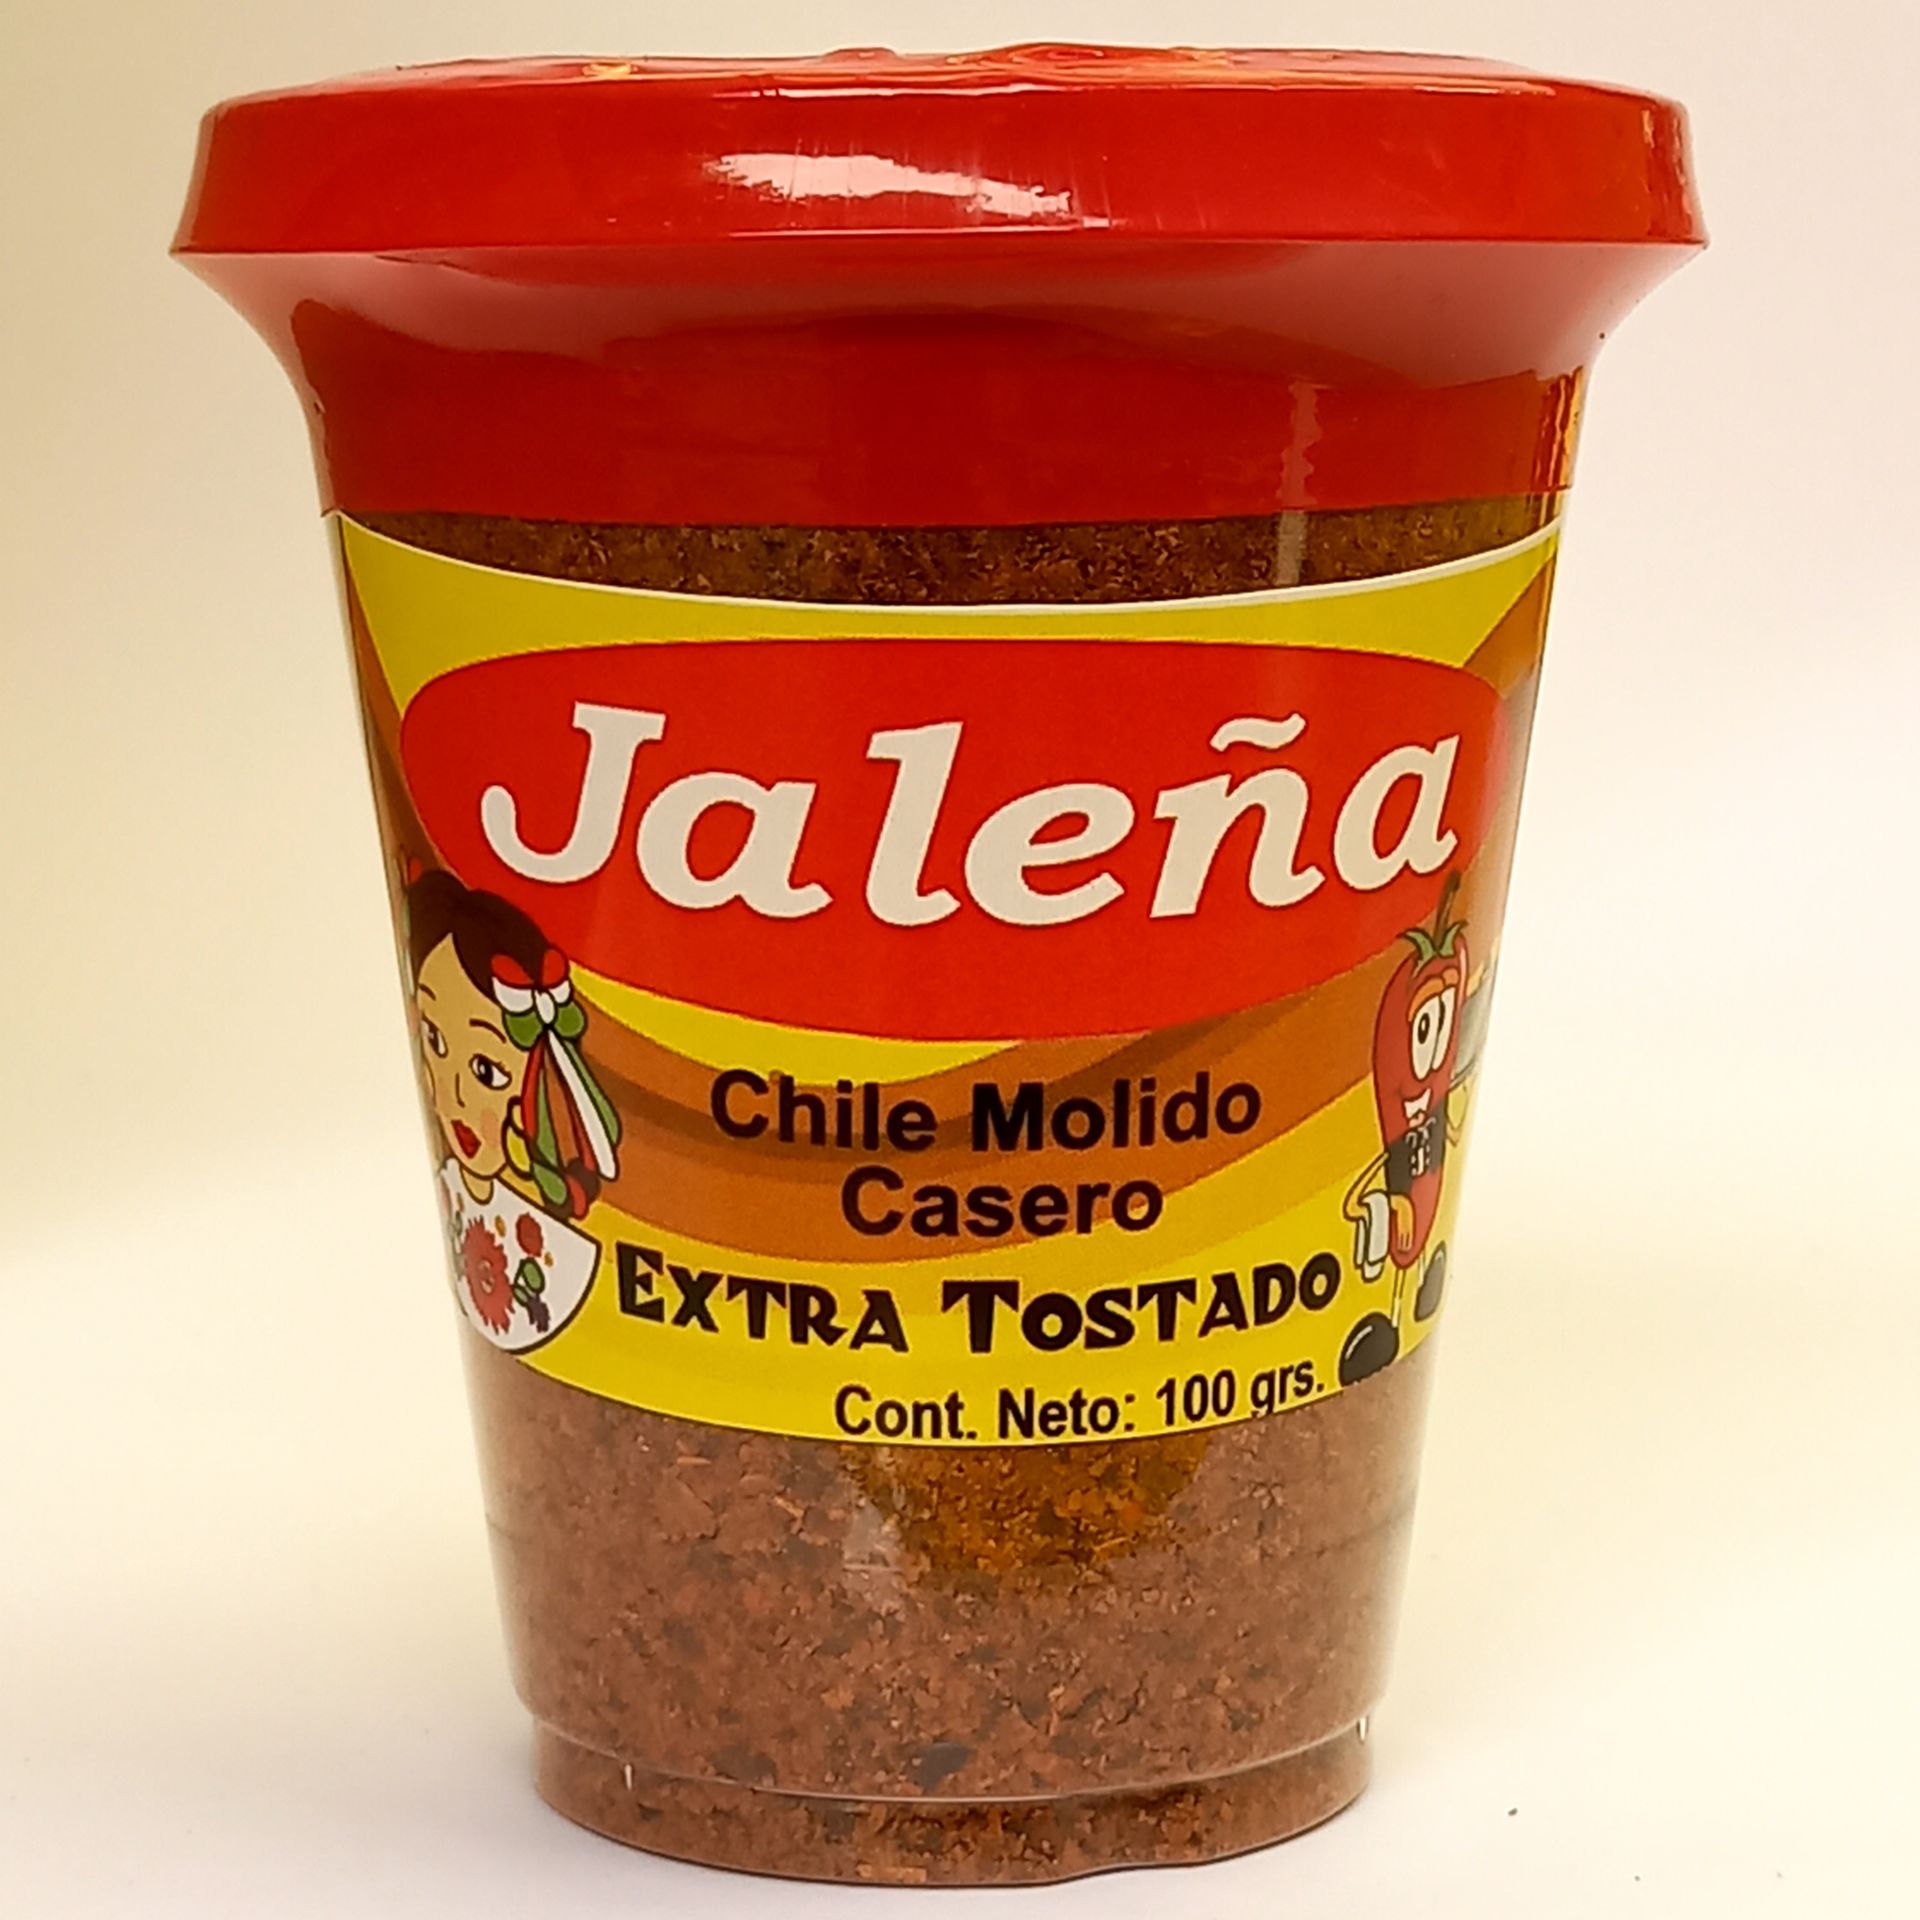 Jaleña
Chile Molido
Casero
EXTRA TOSTADO
Cont. Neto: 100 grs.